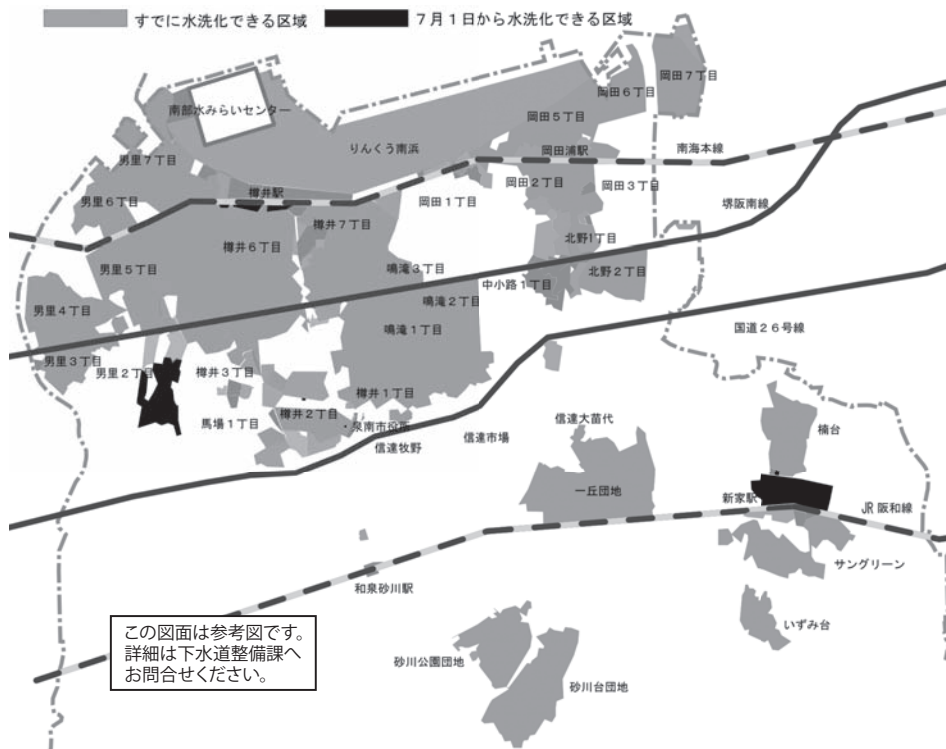 すでに水洗化できる区域
７月１日から水洗化できる区域
岡田７丁目
岡田６丁目
南部水みらいセンター
岡田５丁目
りんくう南浜
岡田浦駅
南海本線
男里７丁目
岡田２丁目
岡田３丁目
樽井駅
男里６丁目
岡田１丁目
堺阪南線
樽井７丁目
樽井６丁目
北野１丁目
男里５丁目
鳴滝３丁目
北野２丁目
中小路１丁目
鳴滝２丁目
男里４丁目
鳴滝１丁目
国道２６号線
男里３丁目
男里２丁目
樽井３丁目
樽井１丁目
樽井２丁目
馬場１丁目
泉南市役所
信達牧野
信達市場
信達大苗代
楠台
一丘団地
新家駅
JR 阪和線
サングリーン
和泉砂川駅
いずみ台
この図面は参考図です。
詳細は下水道整備課へ
お問合せください。
砂川公園団地
砂川台団地